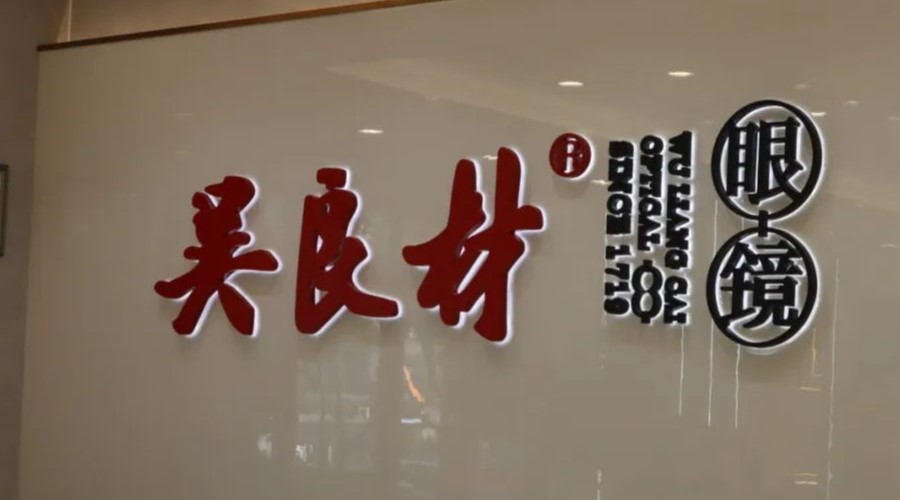 吴良材
®
WU LIANG CAI
OPTICAL
SINCE 1719
眼镜